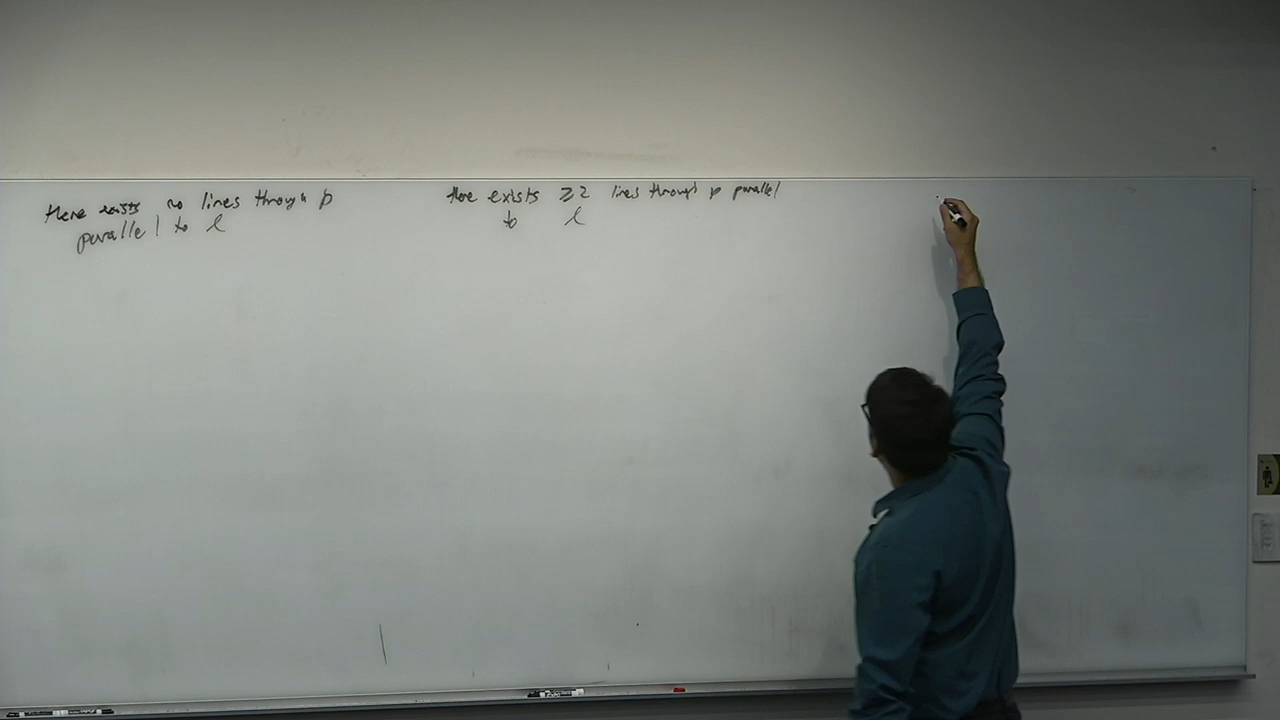 there exists no lines through p
parallel to ℓ
there exists ≥2 lines through p parallel
to ℓ